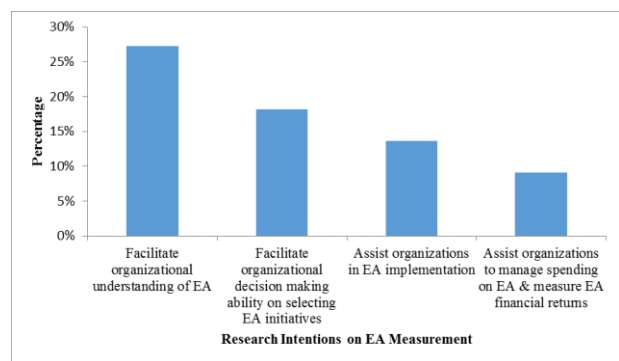 30%
25%
20%
15%
10%
5%
0%
Percentage
Facilitate
organizational
understanding of EA
Facilitate
organizational
decision making
ability on selecting
EA initiatives
Assist organizations
in EA implementation
Assist organizations
to manage spending
on EA & measure EA
financial returns
Research Intentions on EA Measurement